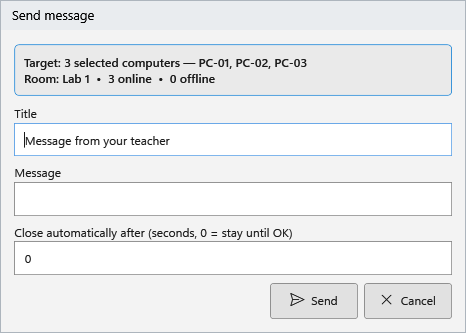 Send message
Target: 3 selected computers — PC-01, PC-02, PC-03
Room: Lab 1 • 3 online • 0 offline
Title
Message from your teacher
Message
Close automatically after (seconds, 0 = stay until OK)
0
Send
Cancel